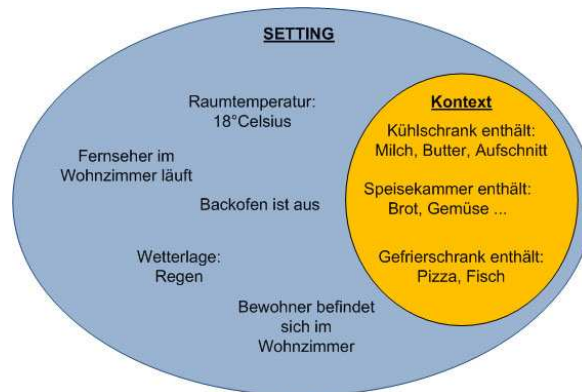 SETTING
Raumtemperatur:
18°Celsius
Fernseher im
Wohnzimmer läuft
Backofen ist aus
Wetterlage:
Regen
Bewohner befindet
sich im
Wohnzimmer
Kontext
Kühlschrank enthält:
Milch, Butter, Aufschnitt
Speisekammer enthält:
Brot, Gemüse ...
Gefrierschrank enthält:
Pizza, Fisch